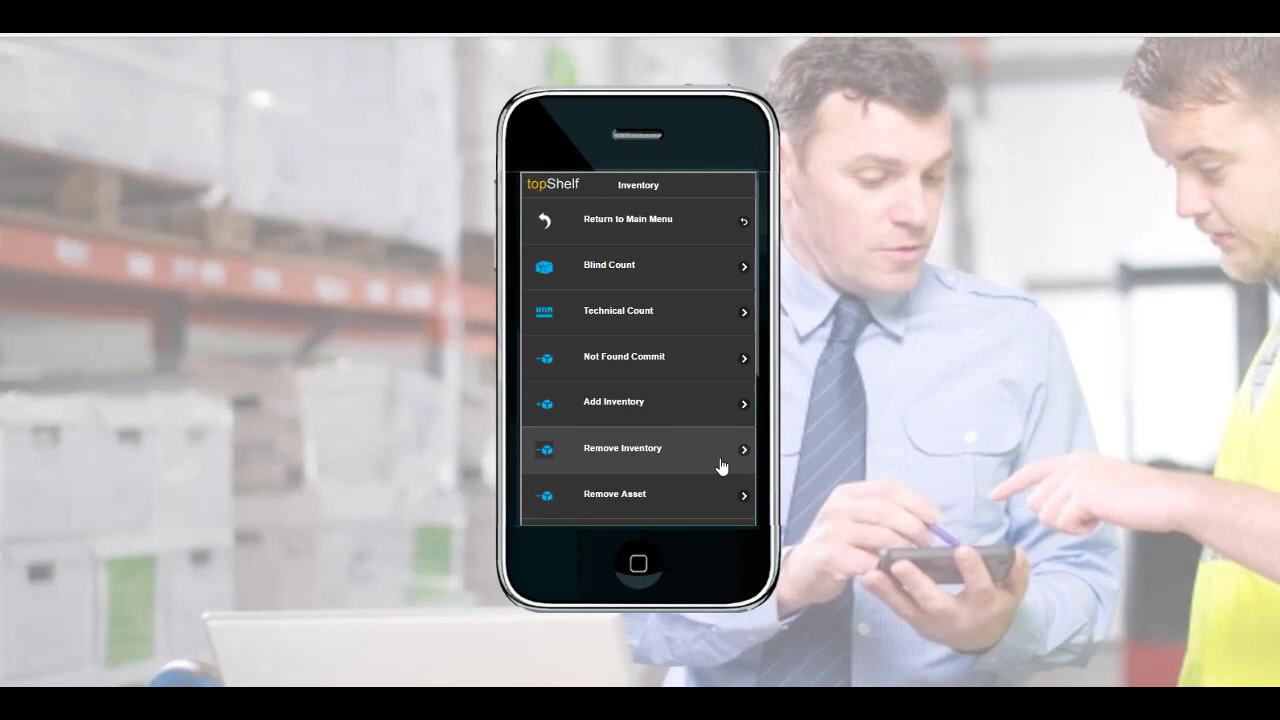 topShelf Inventory
Return to Main Menu
Blind Count
Technical Count
Not Found Commit
Add Inventory
Remove Inventory
Remove Asset